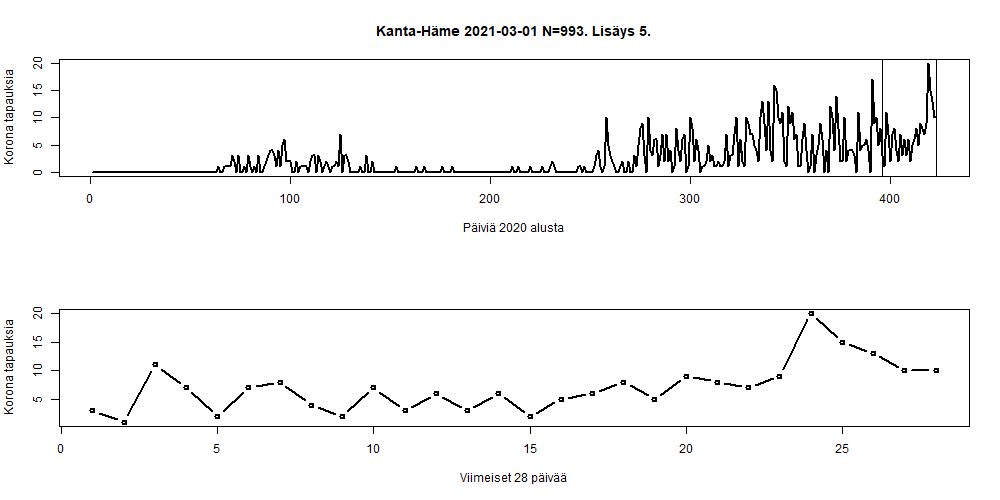 Kanta-Häme 2021-03-01 N=993. Lisäys 5.
Korona tapauksia
20
15
10
5
0
0 100 200 300 400
Päiviä 2020 alusta
Korona tapauksia
20
15
10
5
0 5 10 15 20 25
Viimeiset 28 päivää